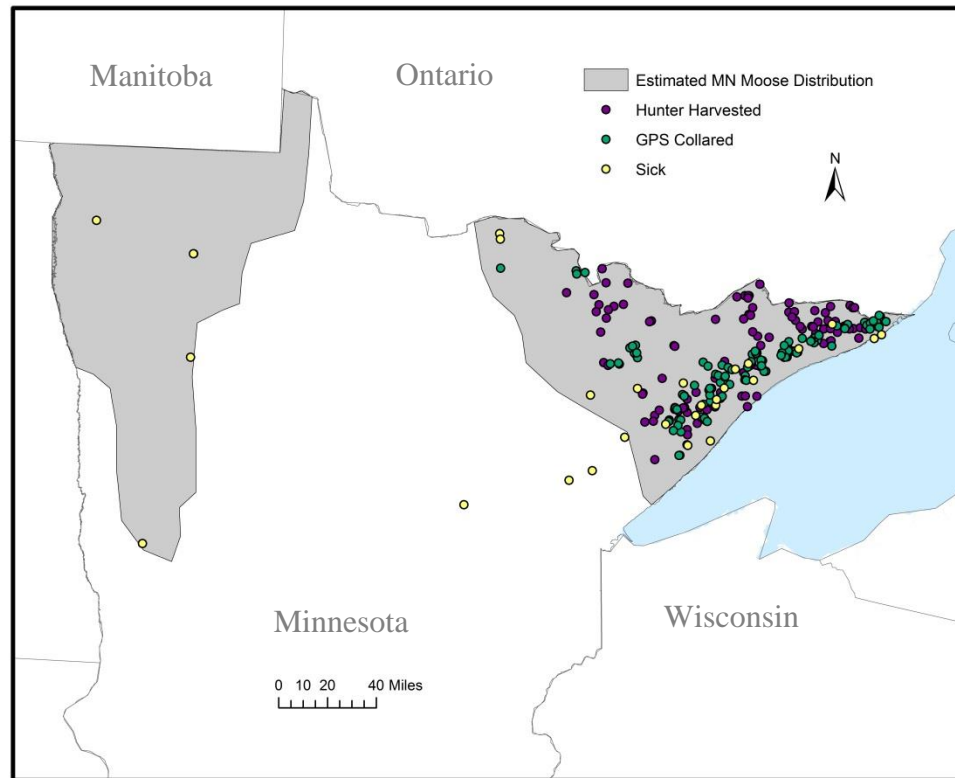 Manitoba
Ontario
Estimated MN Moose Distribution
Hunter Harvested
GPS Collared
Sick
N
Minnesota
Wisconsin
0 10 20 40 Miles